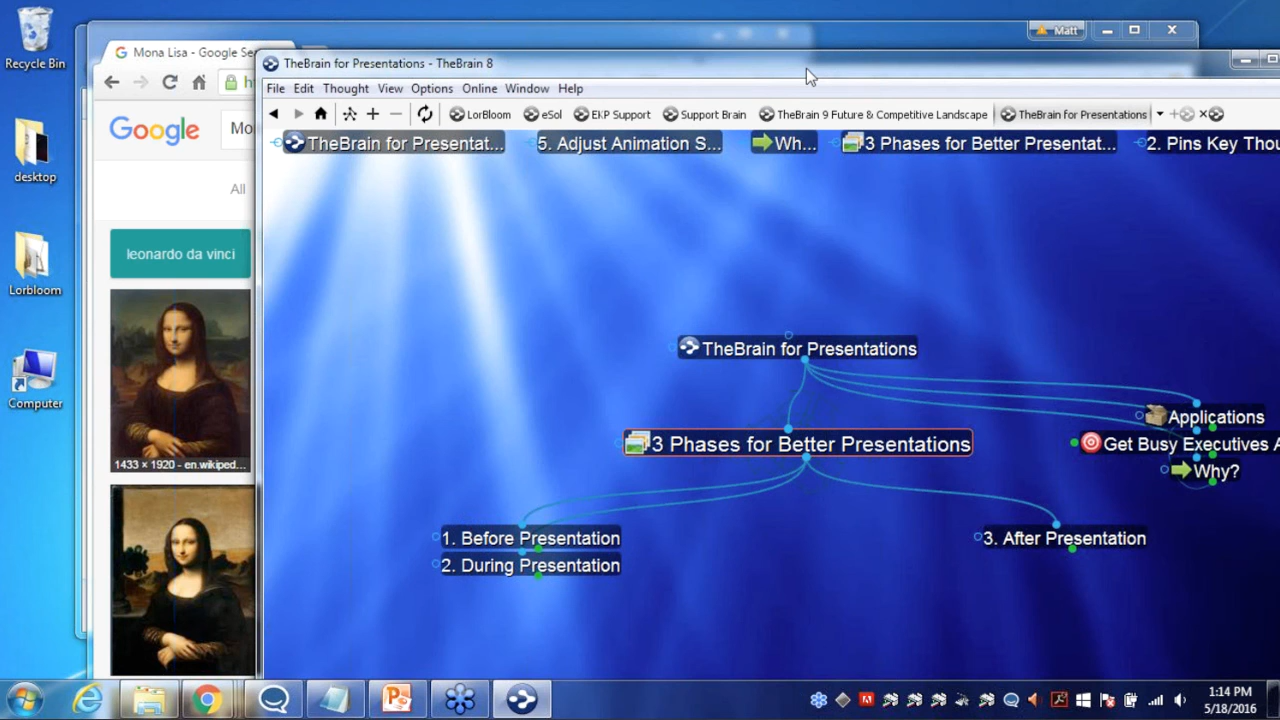 Recycle Bin
desktop
Lorbloom
Computer
Matt
Mona Lisa - Google Se
Google
Mo
All
leonardo da vinci
1433 × 1920 - en.wikiped...
TheBrain for Presentations - TheBrain 8
File Edit Thought View Options Online Window Help
LorBloom eSol EKP Support Support Brain TheBrain 9 Future & Competitive Landscape TheBrain for Presentations
TheBrain for Presentat... 5. Adjust Animation S... Wh... 3 Phases for Better Presentat... 2. Pins Key Thou
TheBrain for Presentations
Applications
3 Phases for Better Presentations
Get Busy Executives A
Why?
1. Before Presentation
3. After Presentation
2. During Presentation
1:14 PM
5/18/2016